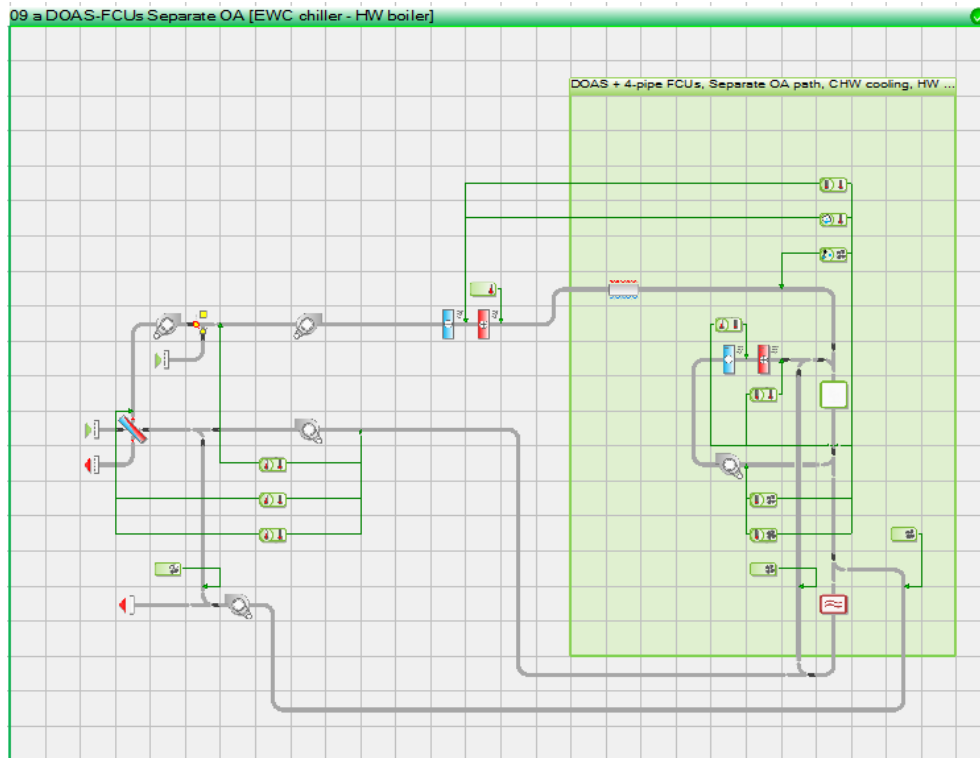 09 a DOAS-FCUs Separate OA [EWC chiller - HW boiler]
DOAS + 4-pipe FCUs, Separate OA path, CHW cooling, HW ...